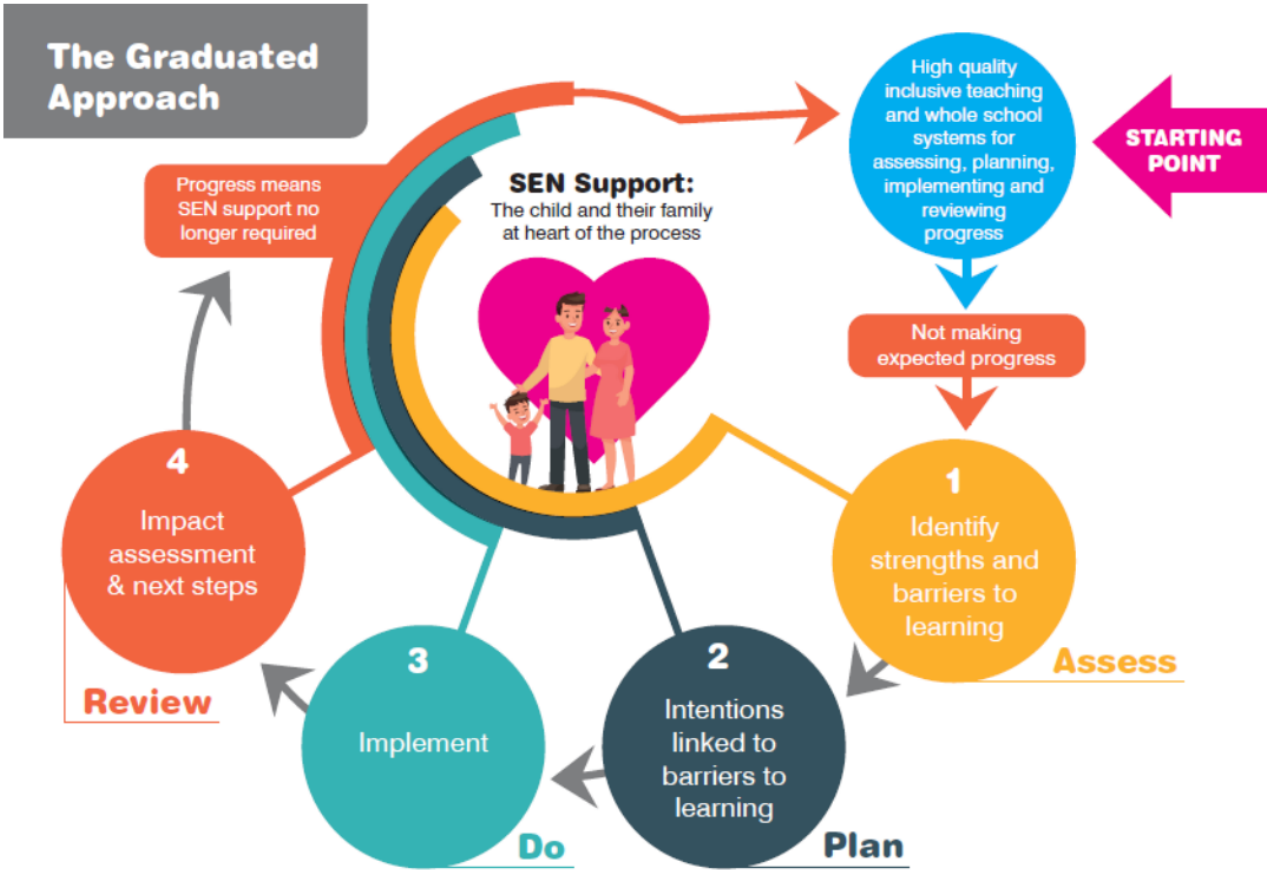 The Graduated
Approach
High quality
inclusive teaching
and whole school
systems for
assessing, planning,
implementing and
reviewing
progress
STARTING
POINT
Progress means
SEN support no
longer required
SEN Support:
The child and their family
at heart of the process
Not making
expected progress
1
Identify
strengths and
barriers to
learning
Assess
2
Intentions
linked to
barriers to
learning
Plan
3
Implement
Do
4
Impact
assessment
& next steps
Review